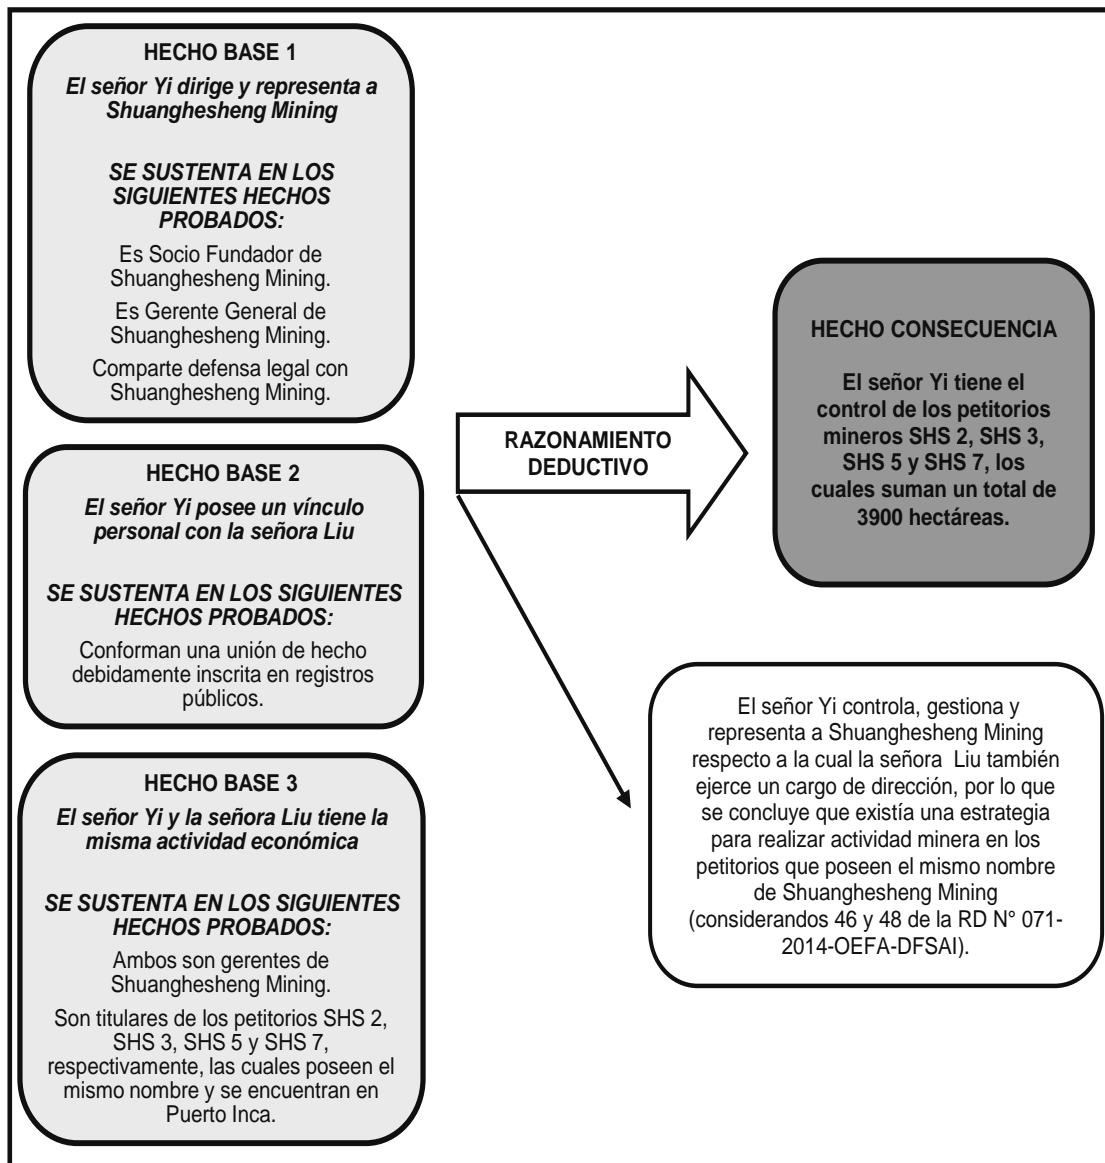 HECHO BASE 1
El señor Yi dirige y representa a
Shuanghesheng Mining
SE SUSTENTA EN LOS
SIGUIENTES HECHOS
PROBADOS:
Es Socio Fundador de
Shuanghesheng Mining.
Es Gerente General de
Shuanghesheng Mining.
Comparte defensa legal con
Shuanghesheng Mining.
HECHO BASE 2
El señor Yi posee un vínculo
personal con la señora Liu
SE SUSTENTA EN LOS SIGUIENTES
HECHOS PROBADOS:
Conforman una unión de hecho
debidamente inscrita en registros
públicos.
HECHO BASE 3
El señor Yi y la señora Liu tiene la
misma actividad económica
SE SUSTENTA EN LOS SIGUIENTES
HECHOS PROBADOS:
Ambos son gerentes de
Shuanghesheng Mining.
Son titulares de los petitorios SHS 2,
SHS 3, SHS 5 y SHS 7,
respectivamente, las cuales poseen el
mismo nombre y se encuentran en
Puerto Inca.
RAZONAMIENTO
DEDUCTIVO
HECHO CONSECUENCIA
El señor Yi tiene el
control de los petitorios
mineros SHS 2, SHS 3,
SHS 5 y SHS 7, los
cuales suman un total de
3900 hectáreas.
El señor Yi controla, gestiona y
representa a Shuanghesheng Mining
respecto a la cual la señora Liu también
ejerce un cargo de dirección, por lo que
se concluye que existía una estrategia
para realizar actividad minera en los
petitorios que poseen el mismo nombre
de Shuanghesheng Mining
(considerandos 46 y 48 de la RD N° 071-
2014-OEFA-DFSAI).